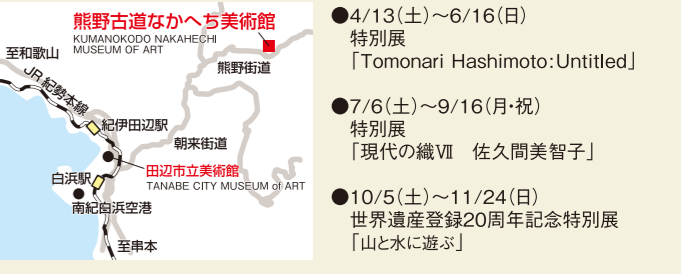 熊野古道なかへち美術館
KUMANOKODO NAKAHECHI
MUSEUM OF ART
至和歌山
JR紀勢本線
熊野街道
紀伊田辺駅
朝来街道
田辺市立美術館
TANABE CITY MUSEUM of ART
白浜駅
南紀白浜空港
至串本
●4/13(土)～6/16(日)
特別展
「Tomonari Hashimoto:Untitled」
●7/6(土)～9/16(月・祝)
特別展
「現代の織Ⅶ　佐久間美智子」
●10/5(土)～11/24(日)
世界遺産登録20周年記念特別展
「山と水に遊ぶ」